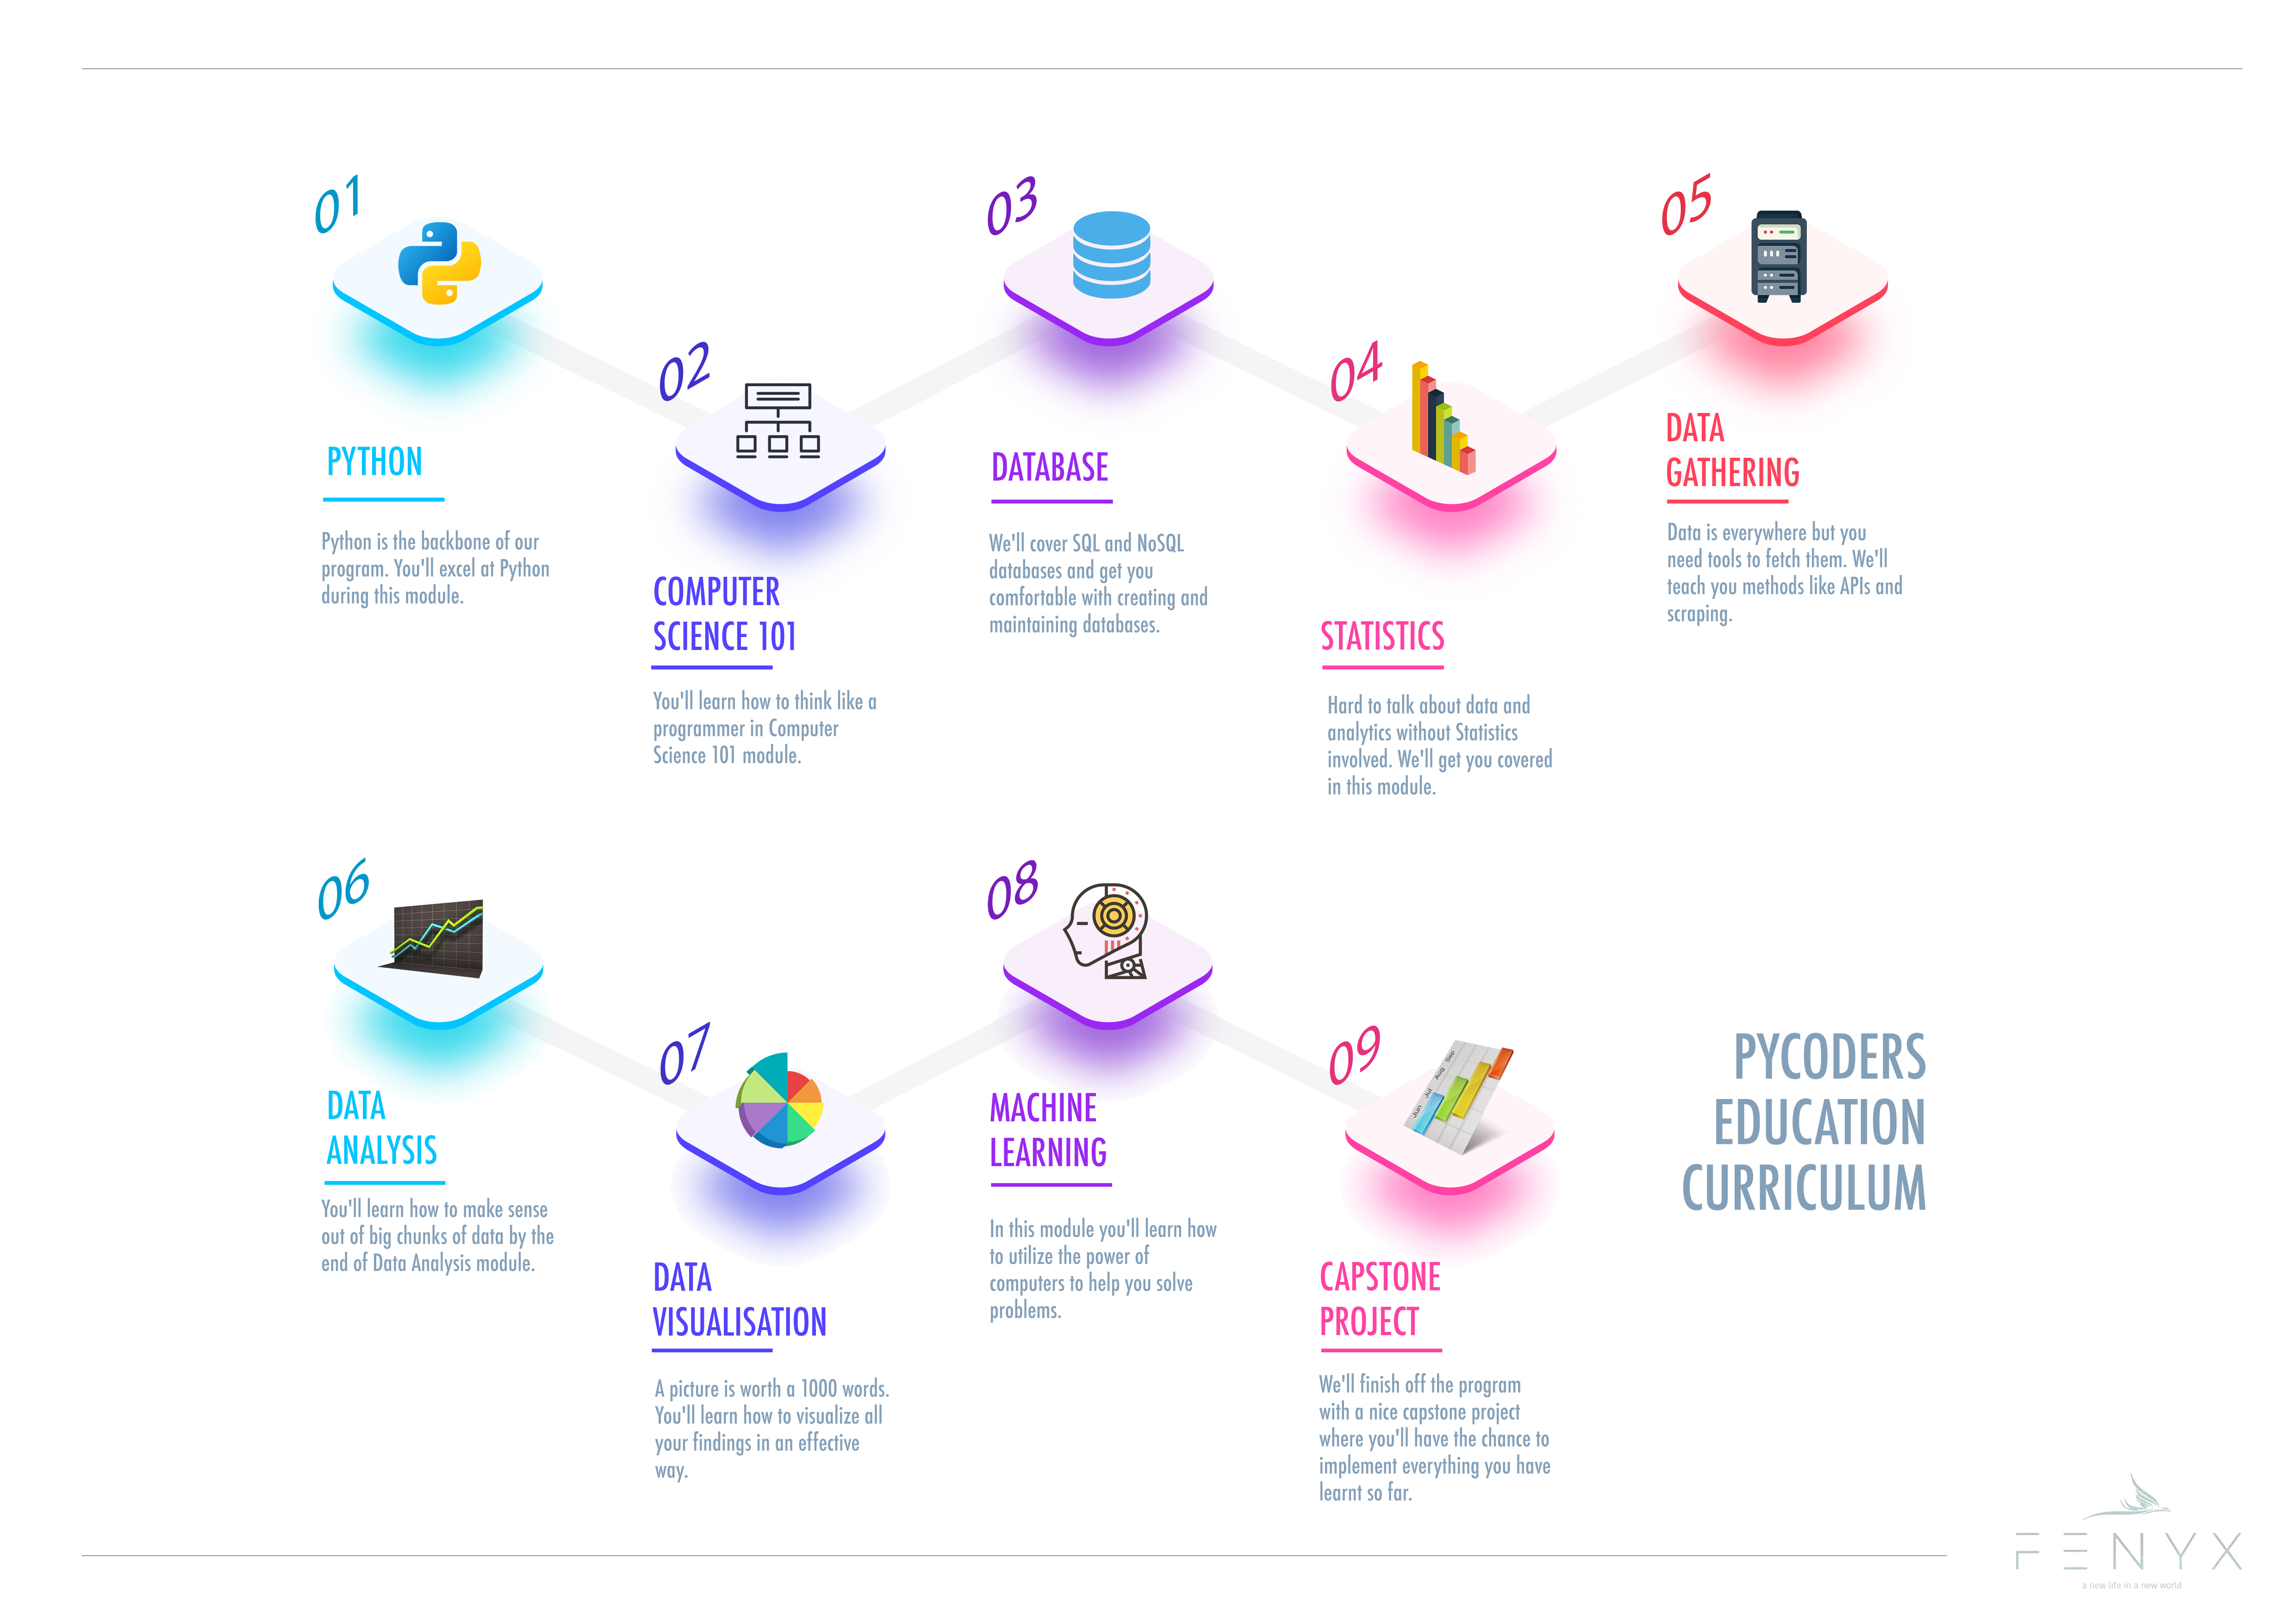 01
PYTHON
Python is the backbone of our
program. You'll excel at Python
during this module.
02
COMPUTER
SCIENCE 101
You'll learn how to think like a
programmer in Computer
Science 101 module.
03
DATABASE
We'll cover SQL and NoSQL
databases and get you
comfortable with creating and
maintaining databases.
04
STATISTICS
Hard to talk about data and
analytics without Statistics
involved. We'll get you covered
in this module.
05
DATA
GATHERING
Data is everywhere but you
need tools to fetch them. We'll
teach you methods like APIs and
scraping.
06
DATA
ANALYSIS
You'll learn how to make sense
out of big chunks of data by the
end of Data Analysis module.
07
DATA
VISUALISATION
A picture is worth a 1000 words.
You'll learn how to visualize all
your findings in an effective
way.
08
MACHINE
LEARNING
In this module you'll learn how
to utilize the power of
computers to help you solve
problems.
09
Jun
Jul
Aug
Sep
CAPSTONE
PROJECT
We'll finish off the program
with a nice capstone project
where you'll have the chance to
implement everything you have
learnt so far.
PYCODERS
EDUCATION
CURRICULUM
FENYX
a new life in a new world